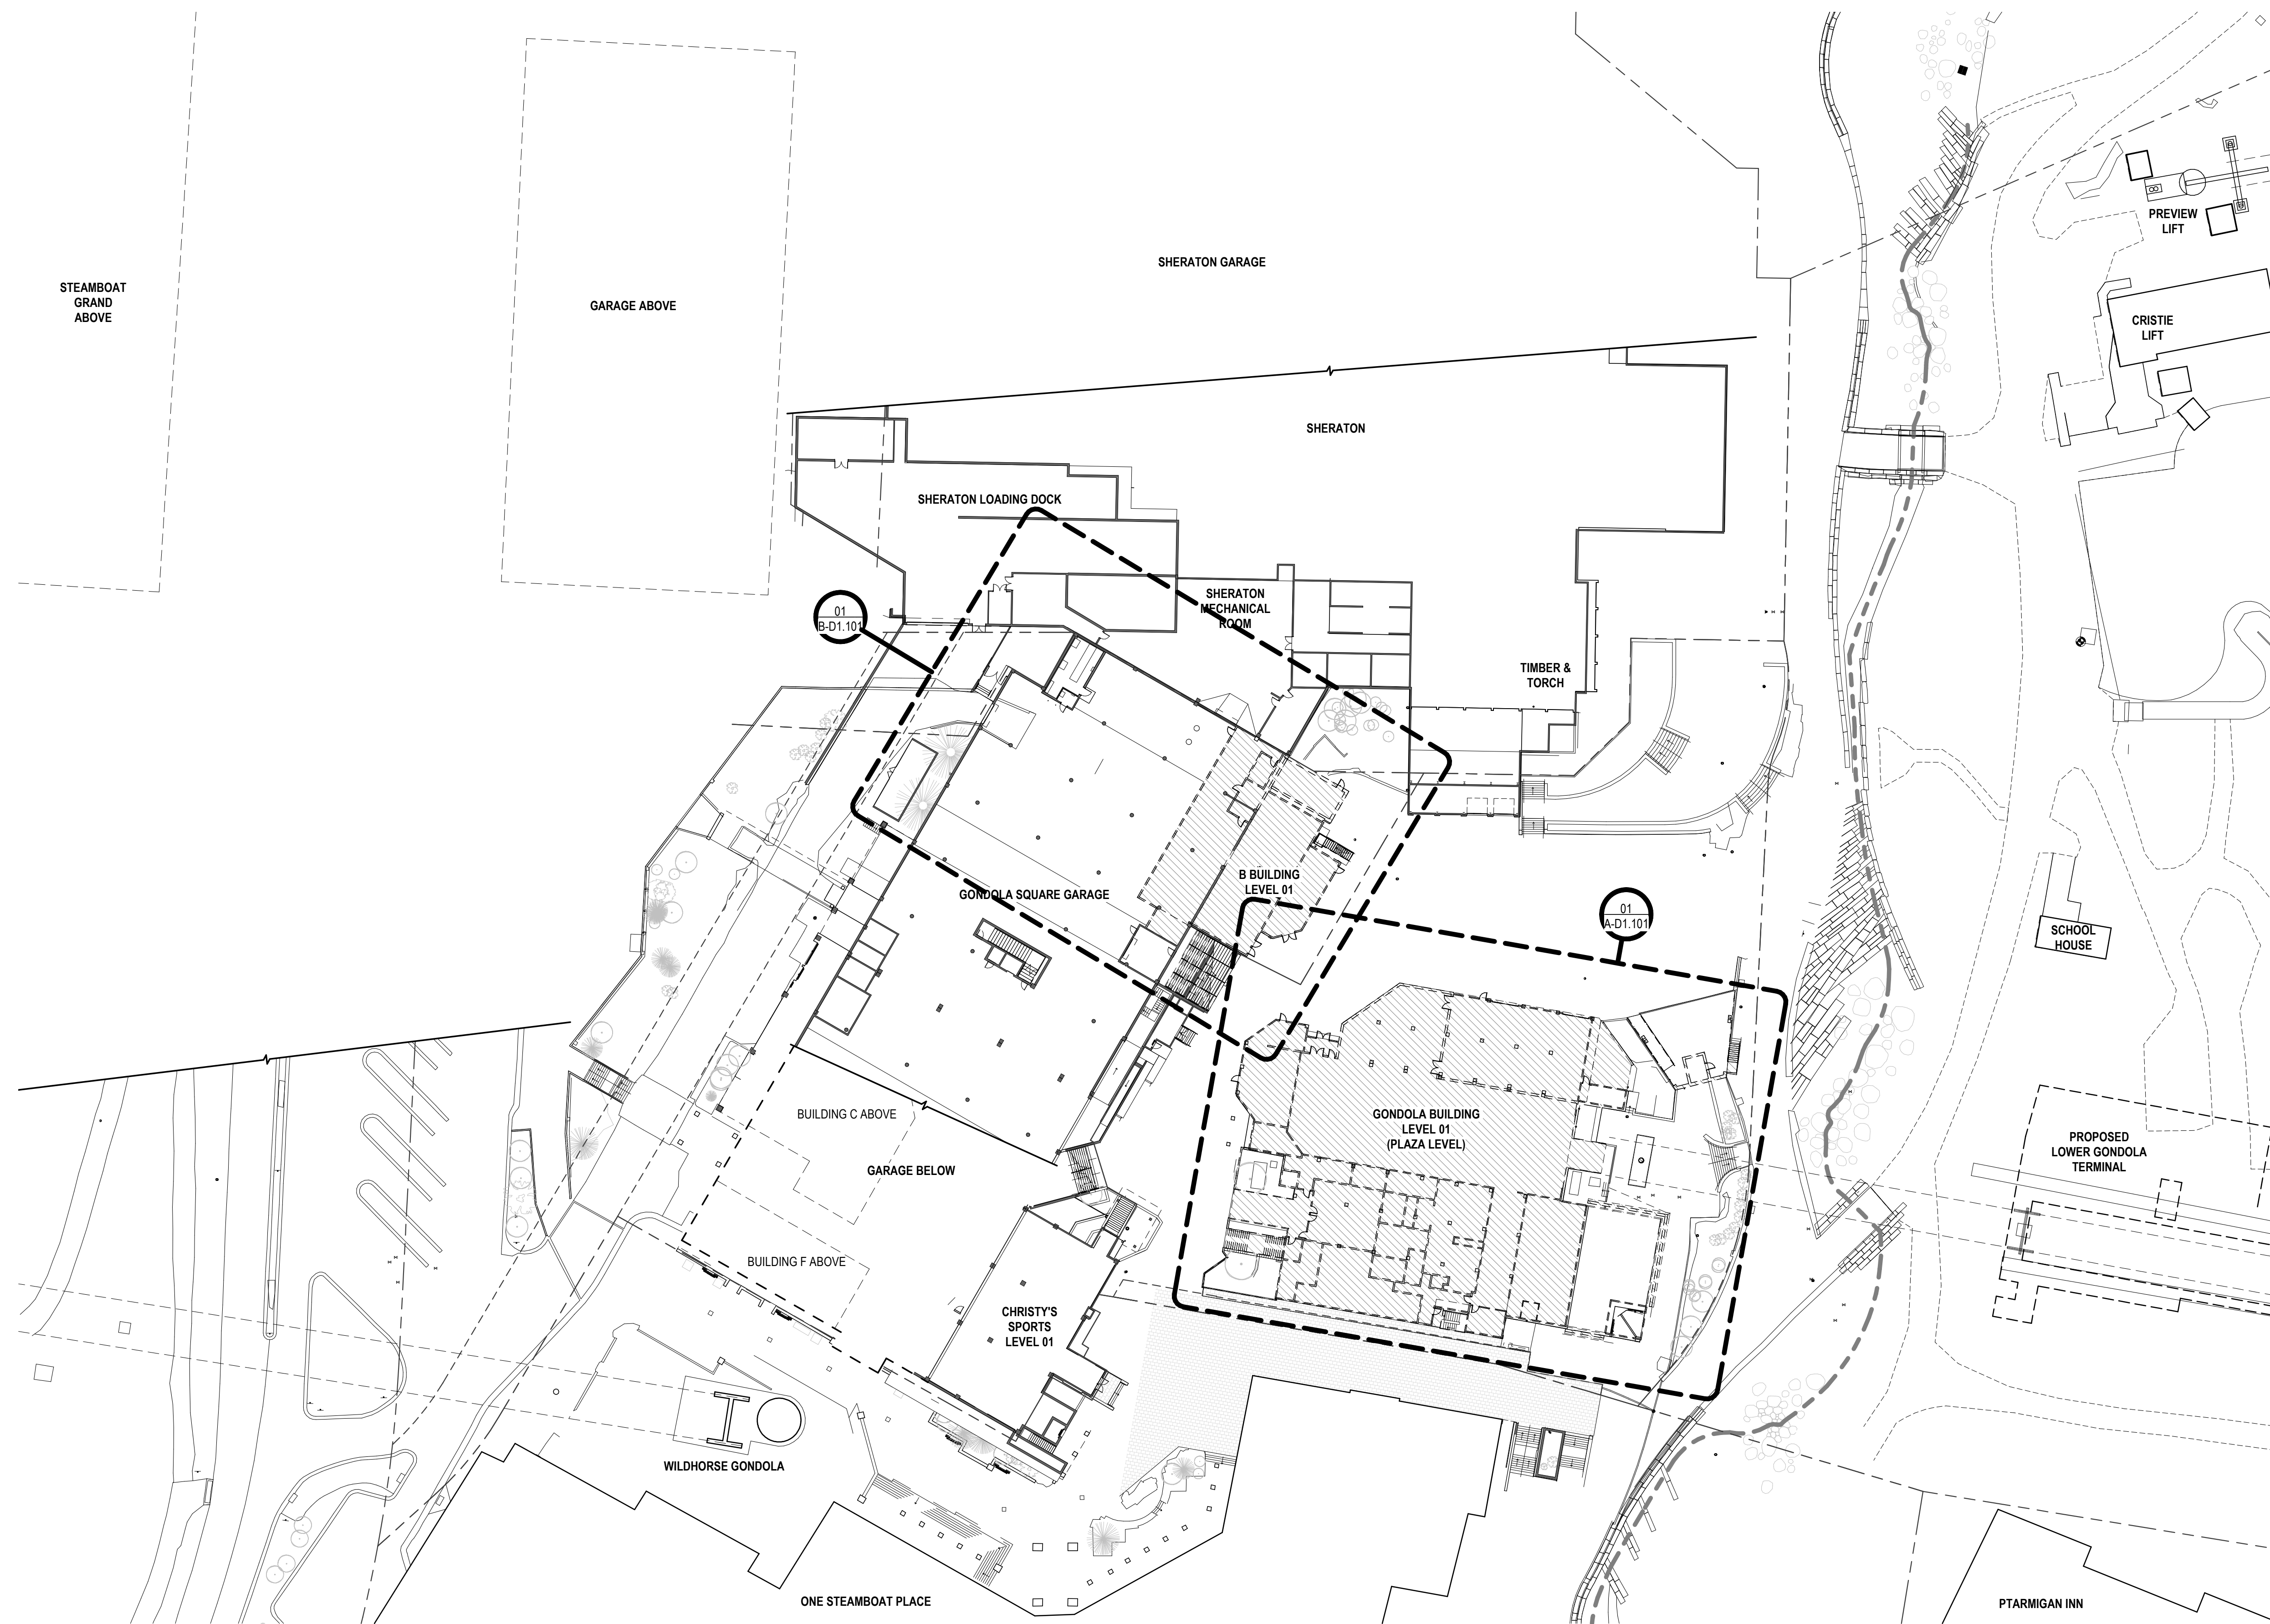 PREVIEW
LIFT
SHERATON GARAGE
STEAMBOAT
GRAND
ABOVE
GARAGE ABOVE
CRISTIE
LIFT
SHERATON
SHERATON LOADING DOCK
SHERATON
MECHANICAL
ROOM
01
B-D1.101
TIMBER &
TORCH
B BUILDING
LEVEL 01
GONDOLA SQUARE GARAGE
01
A-D1.101
SCHOOL
HOUSE
BUILDING C ABOVE
GONDOLA BUILDING
LEVEL 01
(PLAZA LEVEL)
PROPOSED
LOWER GONDOLA
TERMINAL
GARAGE BELOW
BUILDING F ABOVE
CHRISTY'S
SPORTS
LEVEL 01
WILDHORSE GONDOLA
ONE STEAMBOAT PLACE
PTARMIGAN INN